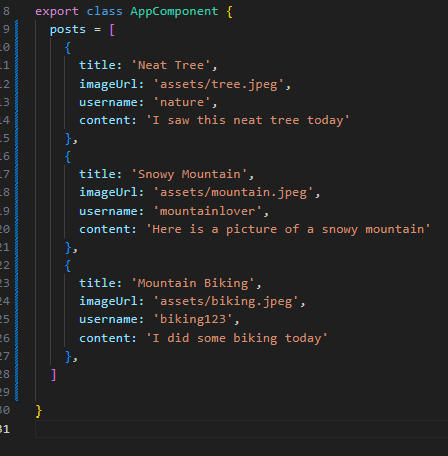 8 export class AppComponent {
9 posts = [
10 {
11 title: 'Neat Tree',
12 imageUrl: 'assets/tree.jpeg',
13 username: 'nature',
14 content: 'I saw this neat tree today'
15 },
16 {
17 title: 'Snowy Mountain',
18 imageUrl: 'assets/mountain.jpeg',
19 username: 'mountainlover',
20 content: 'Here is a picture of a snowy mountain'
21 },
22 {
23 title: 'Mountain Biking',
24 imageUrl: 'assets/biking.jpeg',
25 username: 'biking123',
26 content: 'I did some biking today'
27 },
28 ]
29
30 }
31